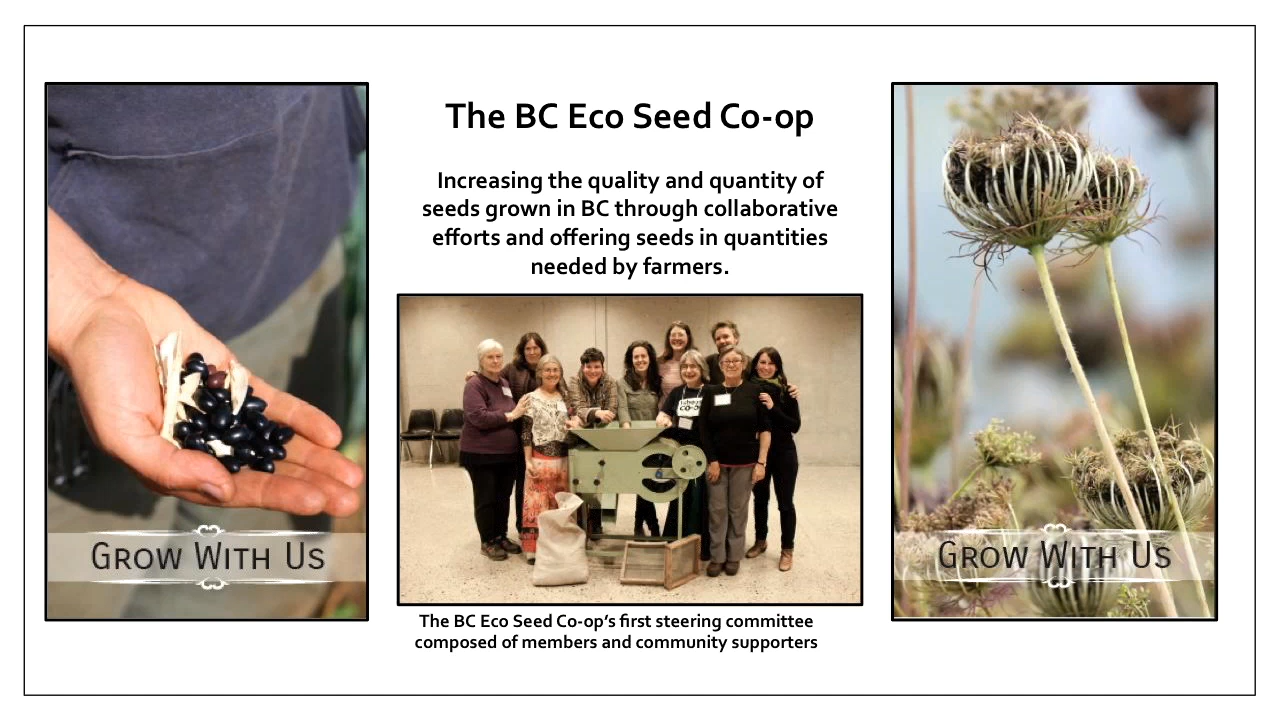 The BC Eco Seed Co-op
Increasing the quality and quantity of
seeds grown in BC through collaborative
efforts and offering seeds in quantities
needed by farmers.
GROW WITH US
GROW WITH US
co-op
The BC Eco Seed Co-op's first steering committee
composed of members and community supporters